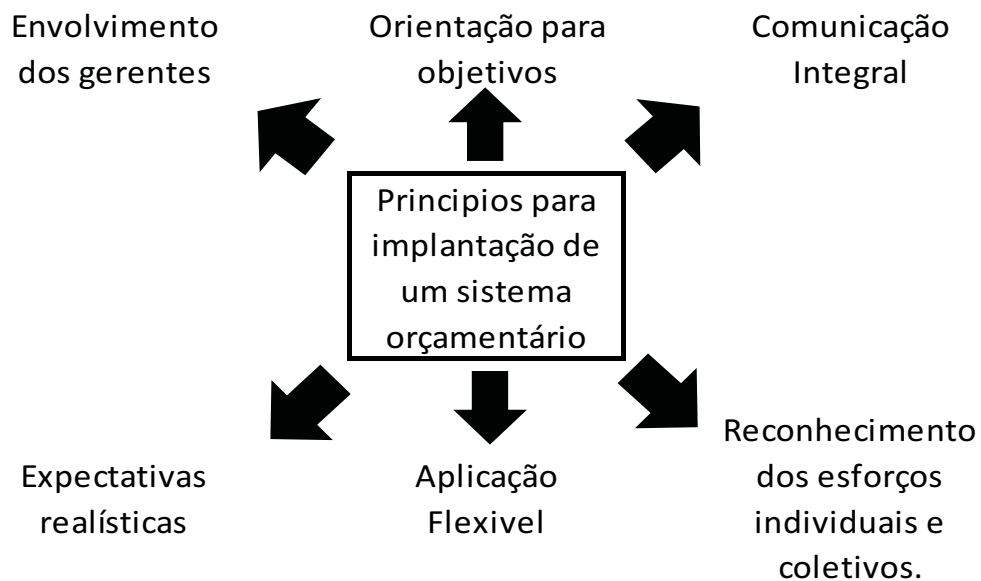 Envolvimento
dos gerentes
Orientação para
objetivos
Comunicação
Integral
Principios para
implantação de
um sistema
orçamentário
Expectativas
realísticas
Aplicação
Flexivel
Reconhecimento
dos esforços
individuais e
coletivos.